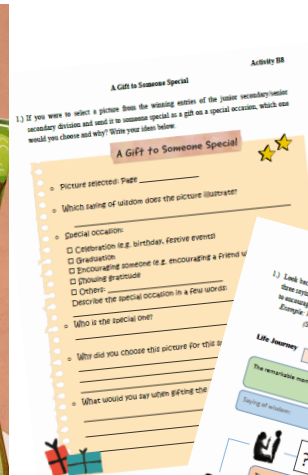 Activity B8
A Gift to Someone Special
1.) If you were to select a picture from the winning entries of the junior secondary/senior
secondary division and send it to someone special as a gift on a special occasion, which one
would you choose and why? Write your ideas below.
A Gift to Someone Special
Picture selected: Page
Which saying of wisdom does the picture illustrate?
Special occasion:
Celebration (e.g. birthday, festive events)
Graduation
Encouraging someone (e.g. encouraging a friend w
Showing gratitude
Others:
Describe the special occasion in a few words:
Who is the special one?
Why did you choose this picture for this
What would you say when gifting the
1.) Look bac
three sayi
to encourag
Example:
Life Journey
The remarkable mom
Saying of wisdom: